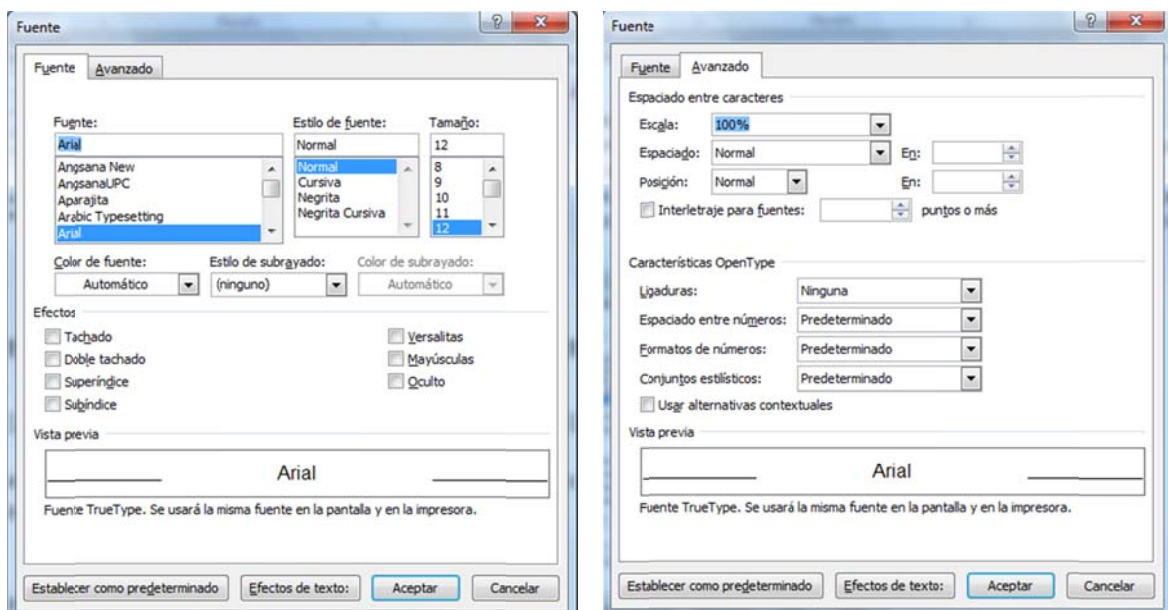 Fuente
Fuente Avanzado
Fuente: Estilo de fuente: Tamaño:
Arial Normal 12
Angsana New Normal 8
AngsanaUPC Cursiva 9
Aparajita Negrita 10
Arabic Typesetting Negrita Cursiva 11
Arial 12
Color de fuente: Estilo de subrayado: Color de subrayado:
Automático (ninguno) Automático
Efectos
Tachado Versalitas
Doble tachado Mayúsculas
Superíndice Oculto
Subíndice
Vista previa
Arial
Fuente TrueType. Se usará la misma fuente en la pantalla y en la impresora.
Establecer como predeterminado Efectos de texto: Aceptar Cancelar
Fuente
Fuente Avanzado
Espaciado entre caracteres
Escala: 100%
Espaciado: Normal En:
Posición: Normal En:
Interletraje para fuentes: puntos o más
Características OpenType
Ligaduras: Ninguna
Espaciado entre números: Predeterminado
Formatos de números: Predeterminado
Conjuntos estilísticos: Predeterminado
Usar alternativas contextuales
Vista previa
Arial
Fuente TrueType. Se usará la misma fuente en la pantalla y en la impresora.
Establecer como predeterminado Efectos de texto: Aceptar Cancelar